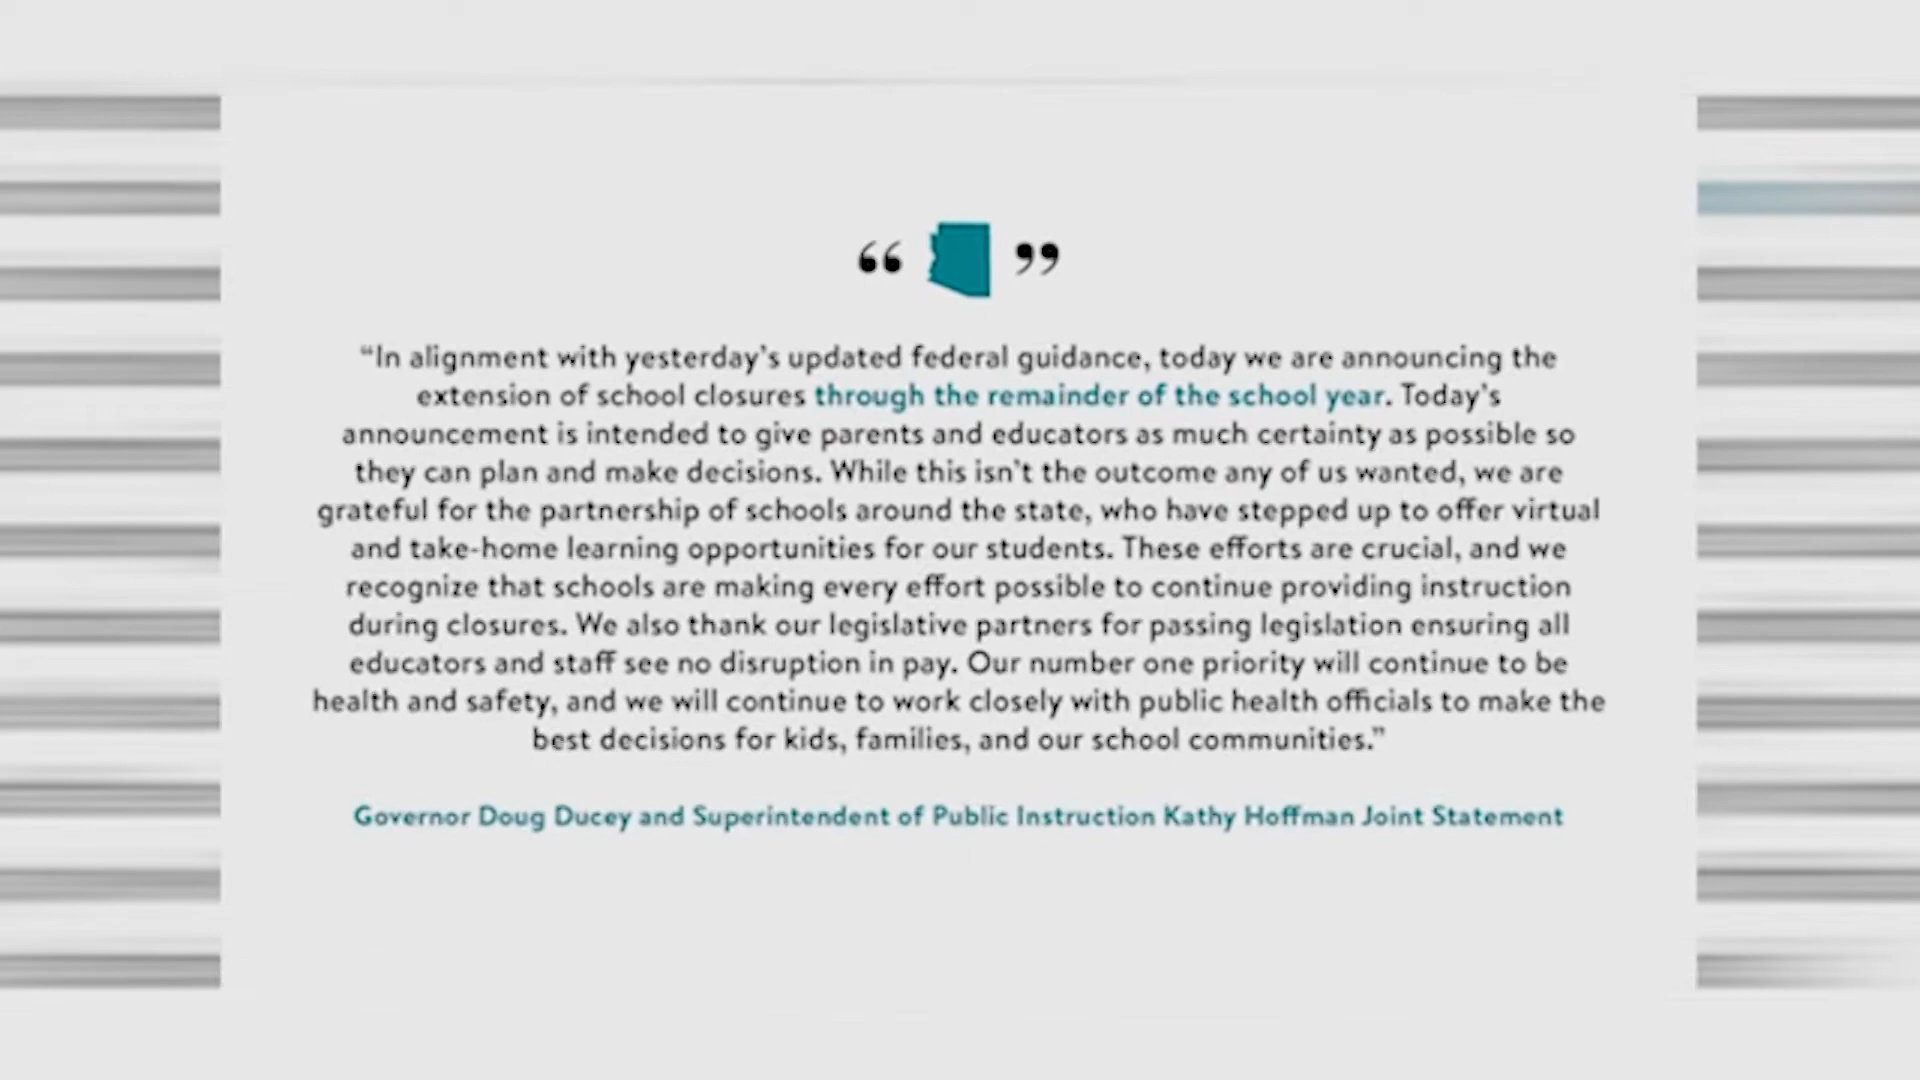 “ ”
“In alignment with yesterday’s updated federal guidance, today we are announcing the
extension of school closures through the remainder of the school year. Today’s
announcement is intended to give parents and educators as much certainty as possible so
they can plan and make decisions. While this isn’t the outcome any of us wanted, we are
grateful for the partnership of schools around the state, who have stepped up to offer virtual
and take-home learning opportunities for our students. These efforts are crucial, and we
recognize that schools are making every effort possible to continue providing instruction
during closures. We also thank our legislative partners for passing legislation ensuring all
educators and staff see no disruption in pay. Our number one priority will continue to be
health and safety, and we will continue to work closely with public health officials to make the
best decisions for kids, families, and our school communities.”
Governor Doug Ducey and Superintendent of Public Instruction Kathy Hoffman Joint Statement